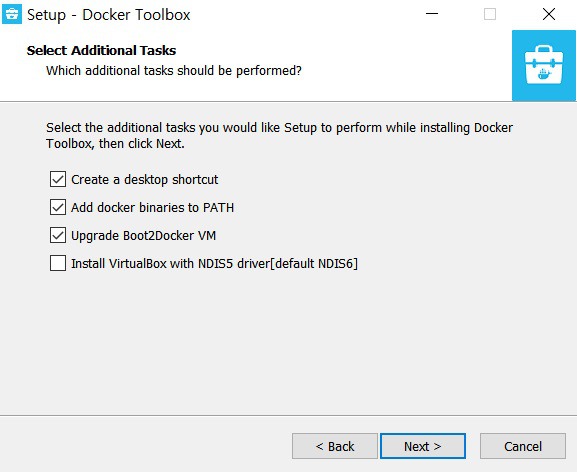 Setup - Docker Toolbox
Select Additional Tasks
Which additional tasks should be performed?
Select the additional tasks you would like Setup to perform while installing Docker
Toolbox, then click Next.
Create a desktop shortcut
Add docker binaries to PATH
Upgrade Boot2Docker VM
Install VirtualBox with NDIS5 driver[default NDIS6]
< Back
Next >
Cancel